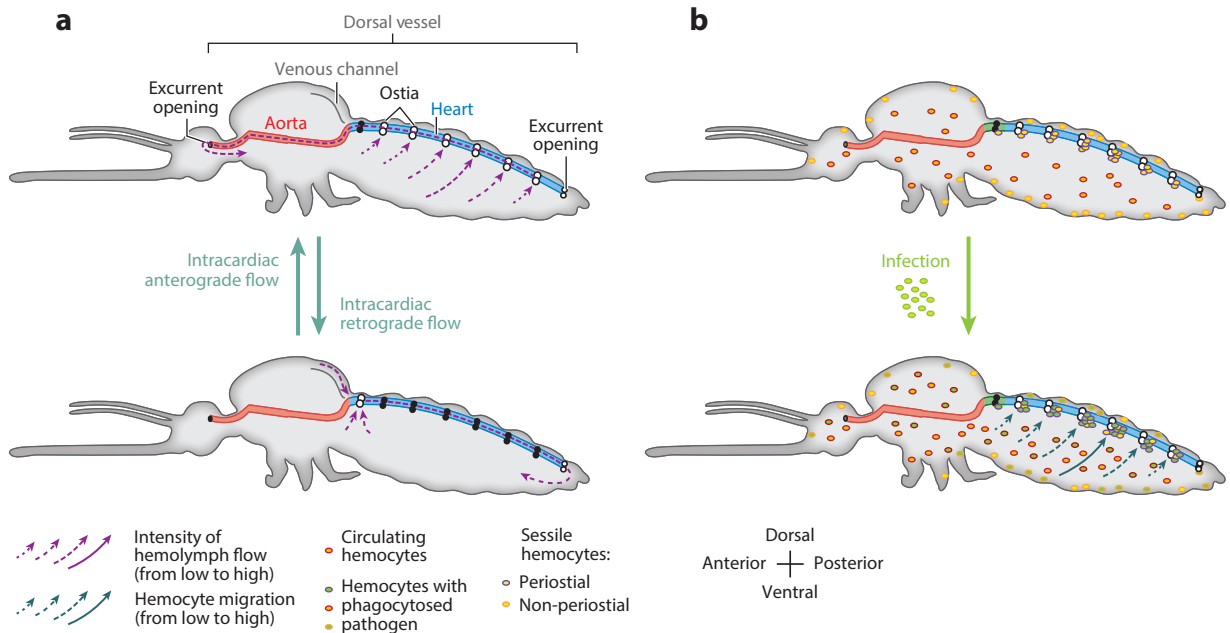 a
Dorsal vessel
Venous channel
Excurrent
opening
Aorta
Ostia
Heart
Excurrent
opening
Intracardiac
anterograde flow
Intracardiac
retrograde flow
b
Infection
Intensity of
hemolymph flow
(from low to high)
Hemocyte migration
(from low to high)
Circulating
hemocytes
Hemocytes with
phagocytosed
pathogen
Sessile
hemocytes:
Periostial
Non-periostial
Dorsal
Anterior
Posterior
Ventral